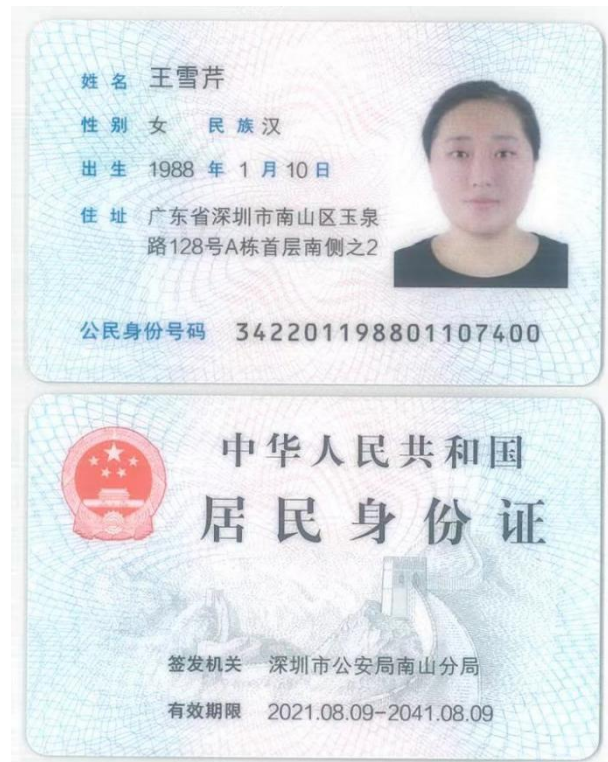 姓名 王雪芹
性别 女 民族 汉
出生 1988 年 1 月 10 日
住址 广东省深圳市南山区玉泉
路128号A栋首层南侧之2
公民身份号码 342201198801107400
中华人民共和国
居民身份证
签发机关 深圳市公安局南山分局
有效期限 2021.08.09-2041.08.09